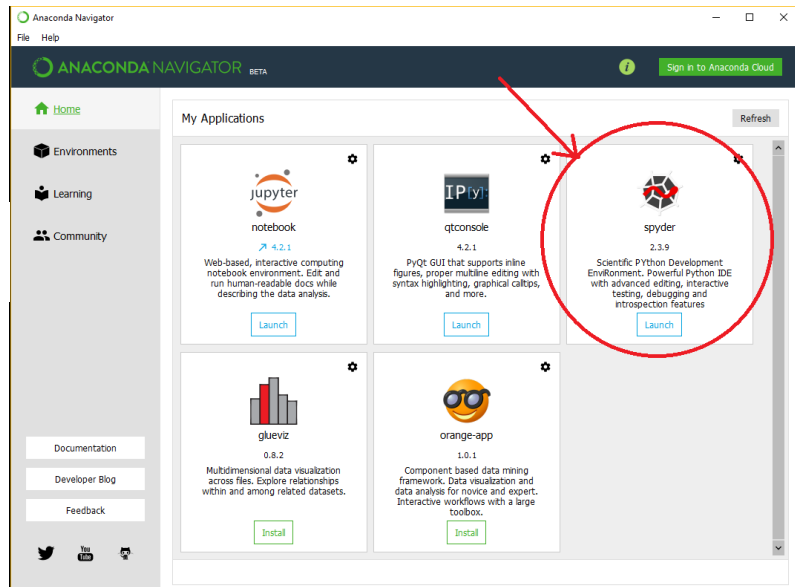 Anaconda Navigator
File Help
ANACONDA NAVIGATOR BETA
i
Sign in to Anaconda Cloud
Home
Environments
Learning
Community
Documentation
Developer Blog
Feedback
You
Tube
My Applications
Refresh
jupyter
notebook
4.2.1
Web-based, interactive computing
notebook environment. Edit and
run human-readable docs while
describing the data analysis.
Launch
IP[y]:
qtconsole
4.2.1
PyQt GUI that supports inline
figures, proper multiline editing with
syntax highlighting, graphical calltips,
and more.
Launch
spyder
2.3.9
Scientific PYthon Development
EnviRonment. Powerful Python IDE
with advanced editing, interactive
testing, debugging and
introspection features
Launch
glueviz
0.8.2
Multidimensional data visualization
across files. Explore relationships
within and among related datasets.
Install
orange-app
1.0.1
Component based data mining
framework. Data visualization and
data analysis for novice and expert.
Interactive workflows with a large
toolbox.
Install